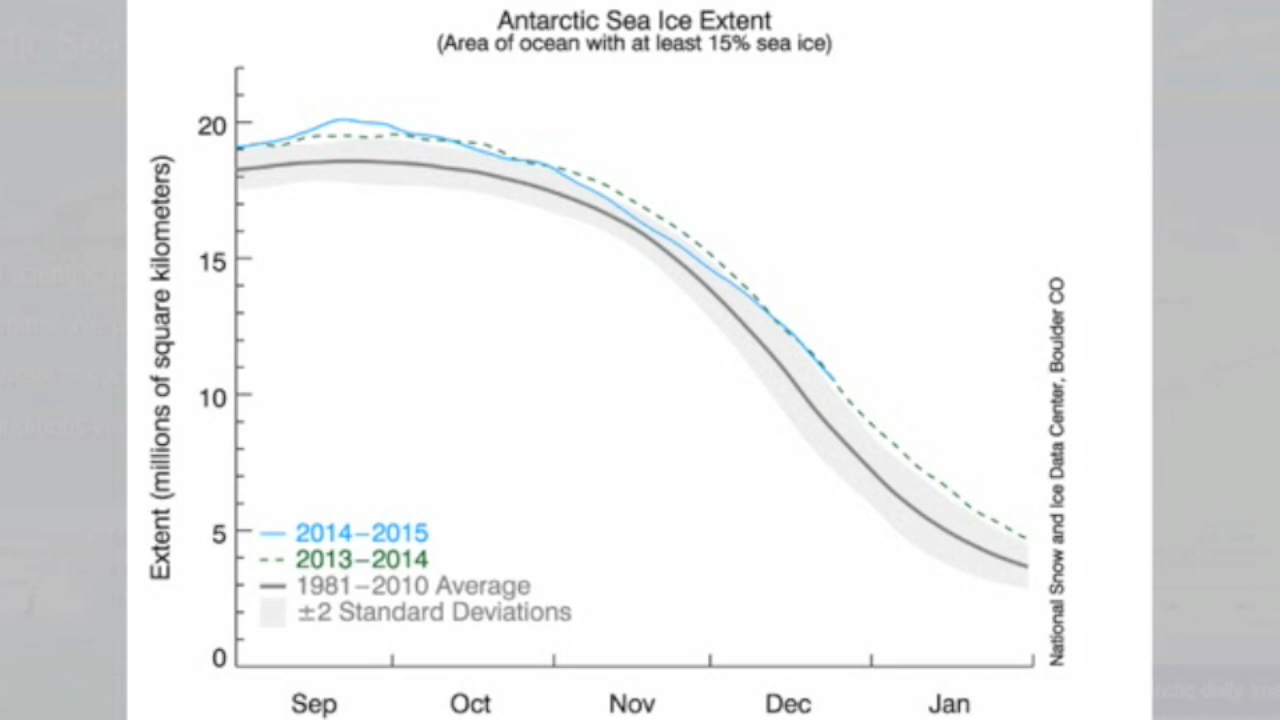 Antarctic Sea Ice Extent
(Area of ocean with at least 15% sea ice)
Extent (millions of square kilometers)
20
15
10
5
0
2014–2015
2013–2014
1981–2010 Average
±2 Standard Deviations
Sep Oct Nov Dec Jan
National Snow and Ice Data Center, Boulder CO